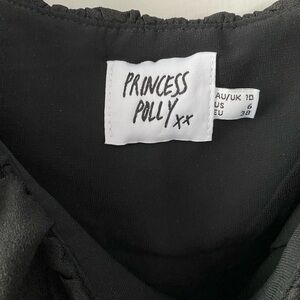 PRINCESS
POLLY xx
AU/UK 10
US 6
EU 38